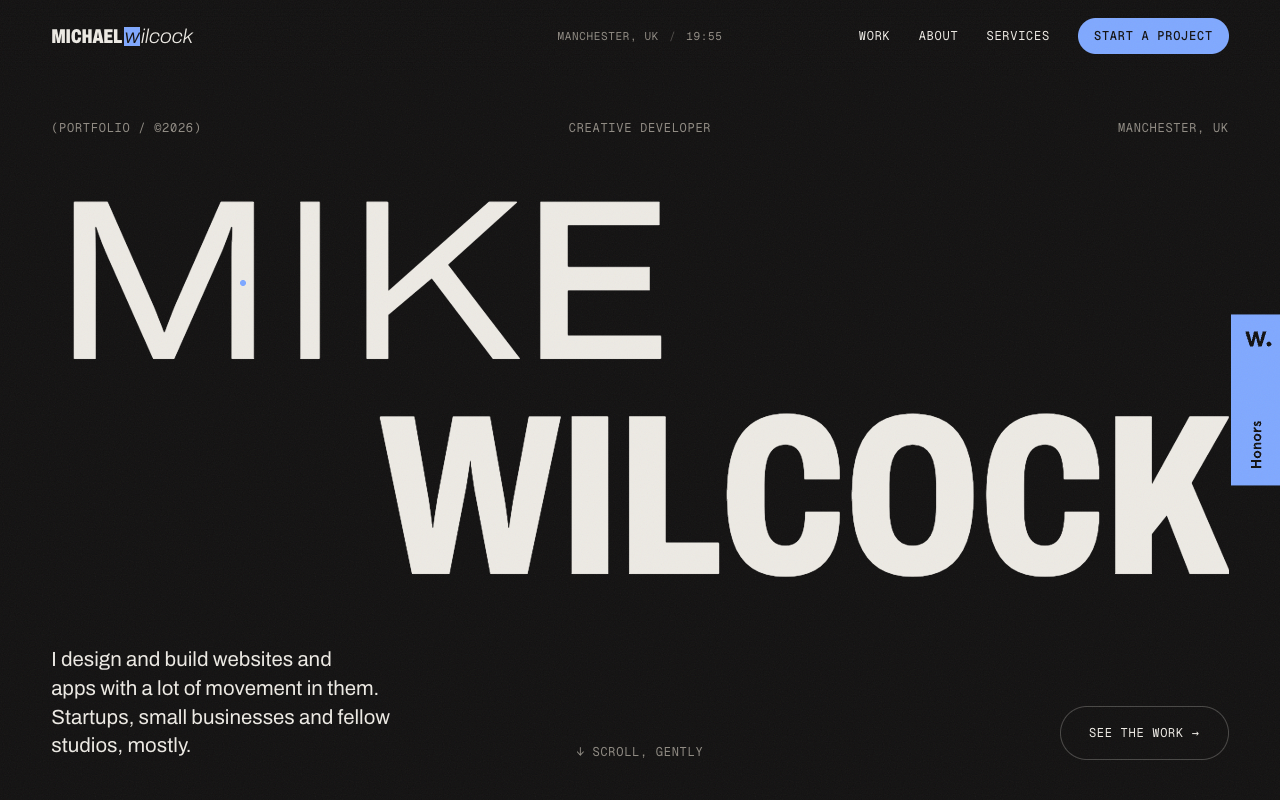 MICHAEL wilcock
MANCHESTER, UK / 19:55
WORK
ABOUT
SERVICES
START A PROJECT
(PORTFOLIO / ©2026)
CREATIVE DEVELOPER
MANCHESTER, UK
MIKE
WILCOCK
W.
Honors
I design and build websites and
apps with a lot of movement in them.
Startups, small businesses and fellow
studios, mostly.
↓ SCROLL, GENTLY
SEE THE WORK →